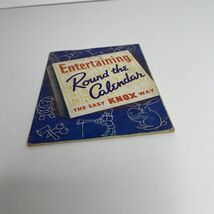 Entertaining
Round the
Calendar
THE EASY KNOX WAY